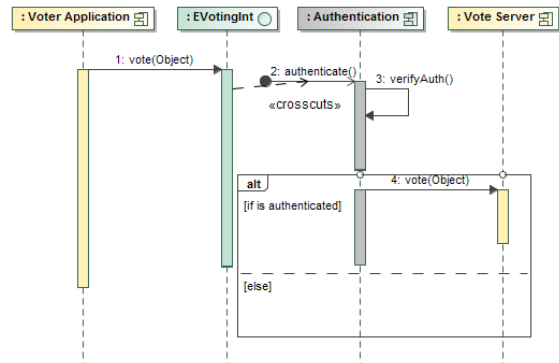 : Voter Application
: EVotingInt
: Authentication
: Vote Server
1: vote(Object)
2: authenticate()
3: verifyAuth()
«crosscuts»
alt
4: vote(Object)
[if is authenticated]
[else]